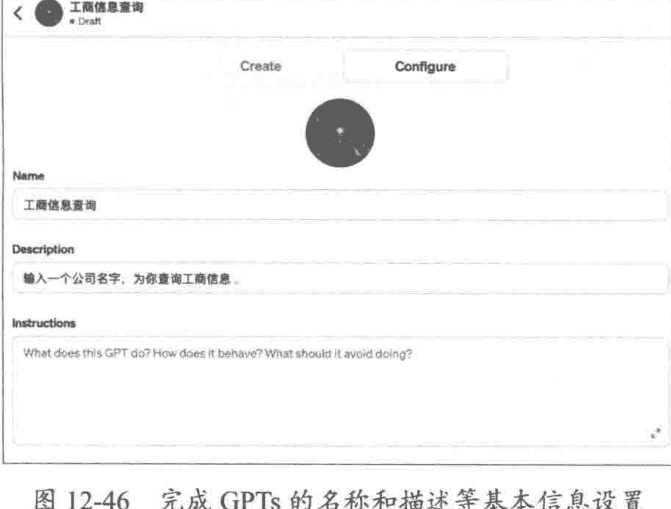 工商信息查询
• Draft
Create
Configure
Name
工商信息查询
Description
输入一个公司名字，为你查询工商信息。
Instructions
What does this GPT do? How does it behave? What should it avoid doing?
图 12-46 完成 GPTs 的名称和描述等基本信息设置